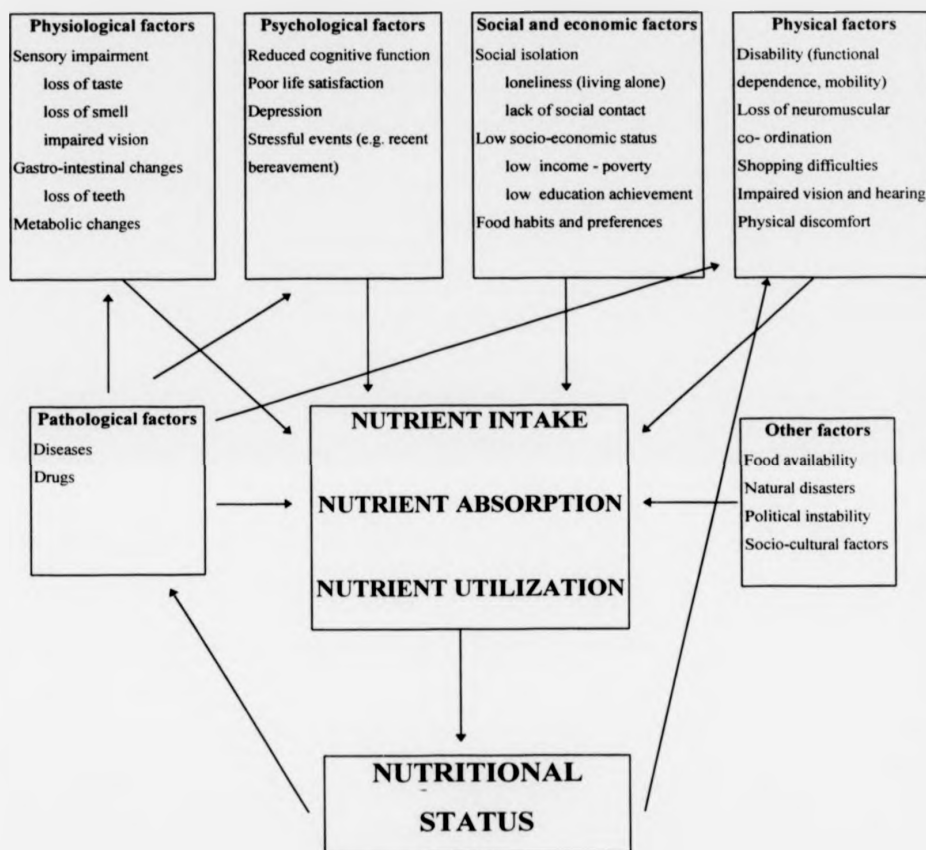 Physiological factors
Sensory impairment
loss of taste
loss of smell
impaired vision
Gastro-intestinal changes
loss of teeth
Metabolic changes
Psychological factors
Reduced cognitive function
Poor life satisfaction
Depression
Stressful events (e.g. recent
bereavement)
Social and economic factors
Social isolation
loneliness (living alone)
lack of social contact
Low socio-economic status
low income - poverty
low education achievement
Food habits and preferences
Physical factors
Disability (functional
dependence, mobility)
Loss of neuromuscular
co- ordination
Shopping difficulties
Impaired vision and hearing
Physical discomfort
Pathological factors
Diseases
Drugs
NUTRIENT INTAKE
NUTRIENT ABSORPTION
NUTRIENT UTILIZATION
Other factors
Food availability
Natural disasters
Political instability
Socio-cultural factors
NUTRITIONAL
STATUS